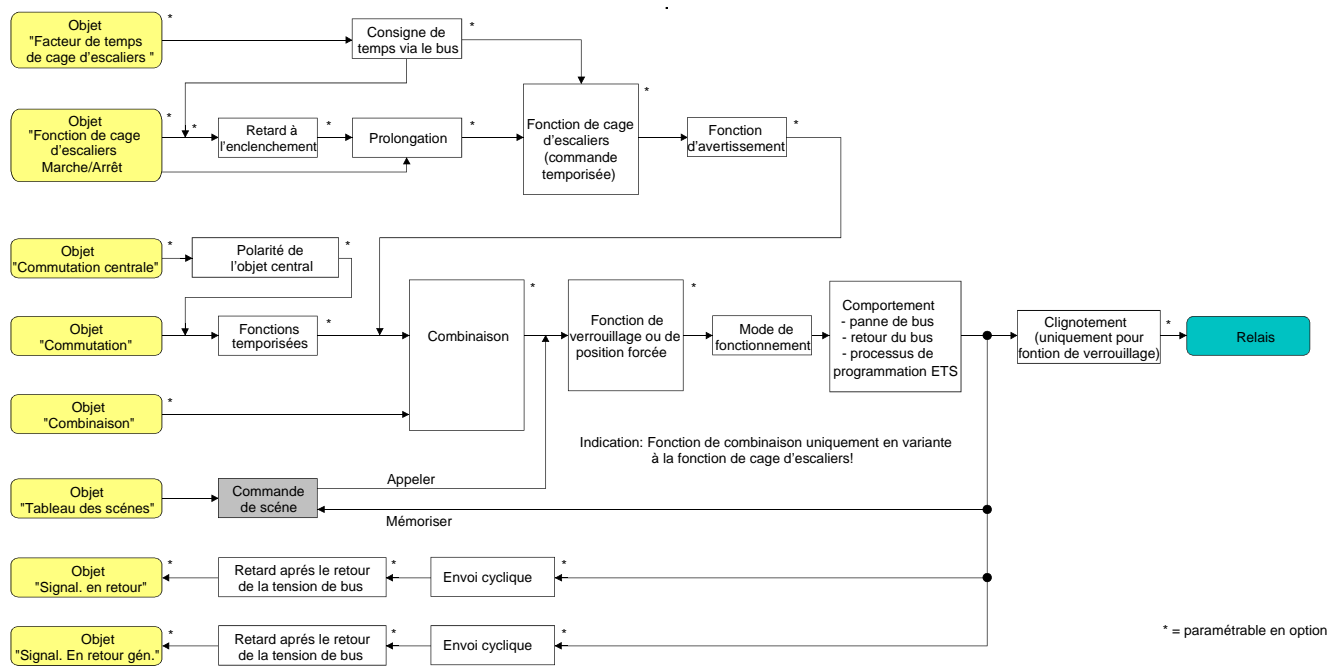 Objet
"Facteur de temps
de cage d'escaliers "
*
Consigne de
temps via le bus
*
Objet
"Fonction de cage
d'escaliers
Marche/Arrêt
*
*
Retard à
l'enclenchement
*
Prolongation
*
Fonction de cage
d'escaliers
(commande
temporisée)
*
Fonction
d'avertissement
*
Objet
"Commutation centrale"
*
Polarité de
l'objet central
*
Objet
"Commutation"
Fonctions
temporisées
*
Combinaison
*
Fonction de
verrouillage ou de
position forcée
*
Mode de
fonctionnement
Comportement
- panne de bus
- retour du bus
- processus de
programmation ETS
Clignotement
(uniquement pour
fontion de verrouillage)
*
Relais
Objet
"Combinaison"
*
Indication: Fonction de combinaison uniquement en variante
à la fonction de cage d'escaliers!
Objet
"Tableau des scénes"
Commande
de scéne
Appeler
Mémoriser
Objet
"Signal. en retour"
*
Retard aprés le retour
de la tension de bus
*
Envoi cyclique
*
Objet
"Signal. En retour gén."
*
Retard aprés le retour
de la tension de bus
*
Envoi cyclique
*
* = paramétrable en option